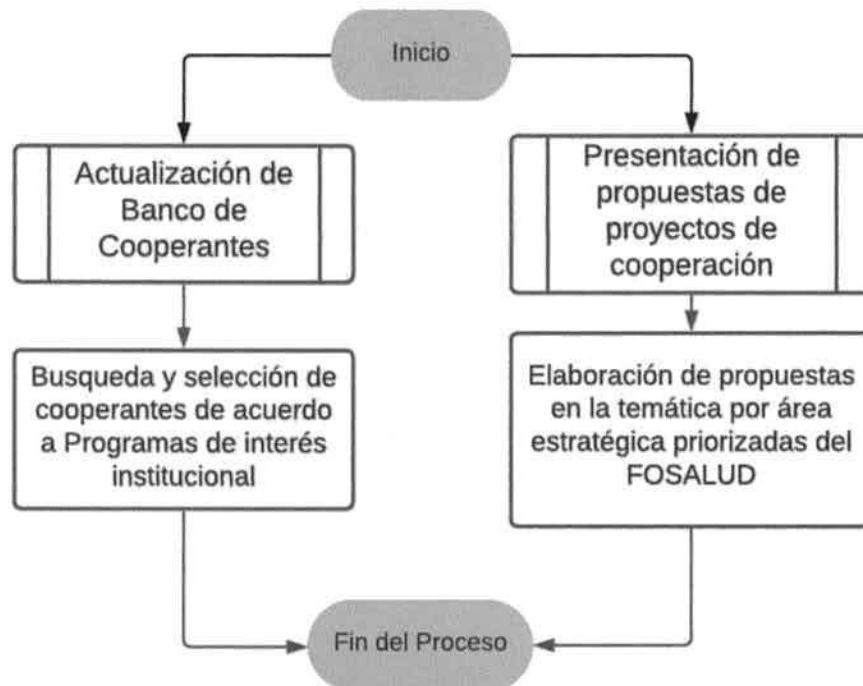 Inicio
Actualización de
Banco de
Cooperantes
Presentación de
propuestas de
proyectos de
cooperación
Busqueda y selección de
cooperantes de acuerdo
a Programas de interés
institucional
Elaboración de propuestas
en la temática por área
estratégica priorizadas del
FOSALUD
Fin del Proceso